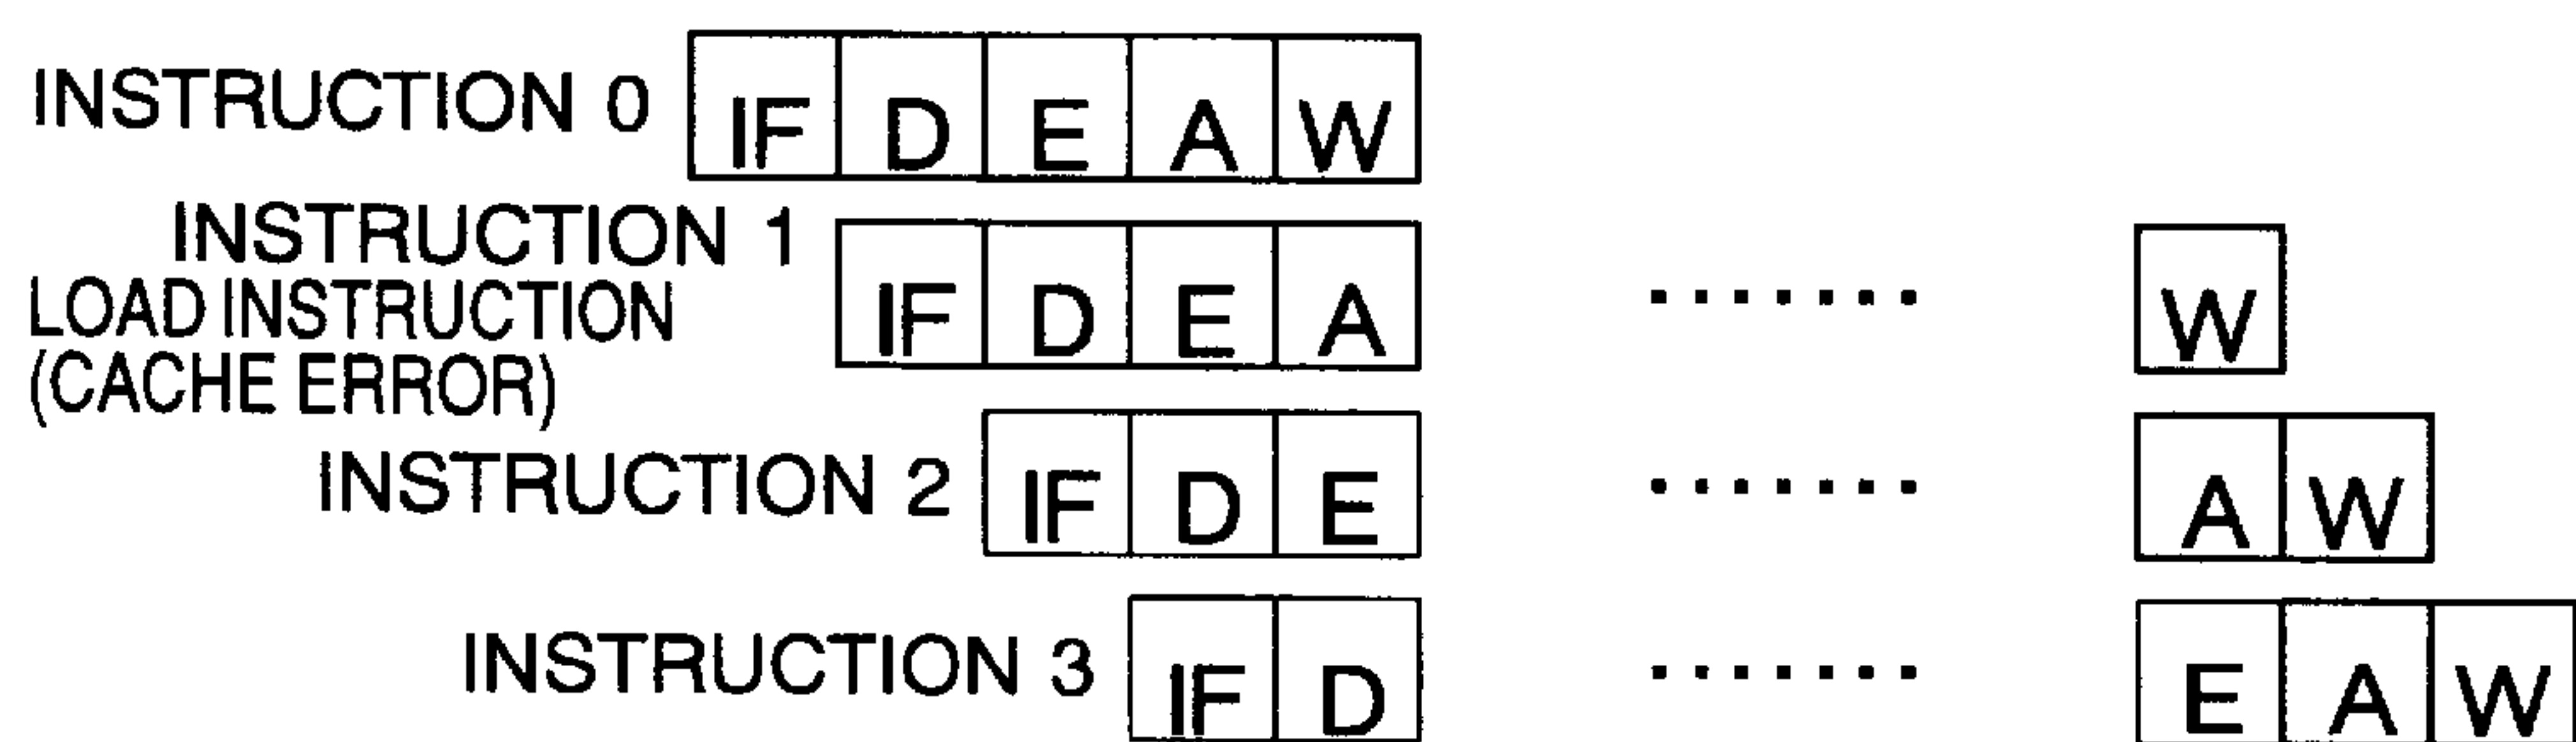 INSTRUCTION 0 IF D E A W
INSTRUCTION 1 IF D E A ....... W
LOAD INSTRUCTION
(CACHE ERROR)
INSTRUCTION 2 IF D E ....... A W
INSTRUCTION 3 IF D ....... E A W